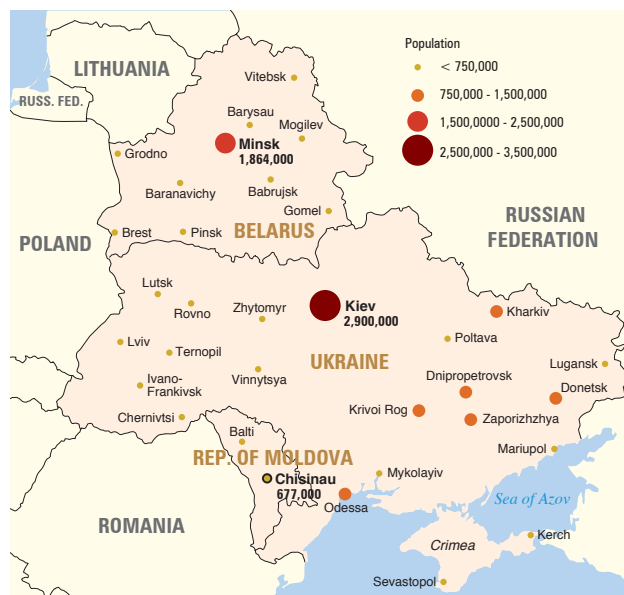 Population
< 750,000
750,000 - 1,500,000
1,500,0000 - 2,500,000
2,500,000 - 3,500,000
LITHUANIA
RUSS. FED.
Vitebsk
Barysau
Mogilev
Minsk
1,864,000
Grodno
Baranavichy
Babrujsk
Gomel
Brest
Pinsk
BELARUS
POLAND
RUSSIAN
FEDERATION
Lutsk
Rovno
Zhytomyr
Kiev
2,900,000
Kharkiv
Poltava
Lviv
Ternopil
UKRAINE
Lugansk
Ivano-
Frankivsk
Vinnytsya
Dnipropetrovsk
Donetsk
Krivoi Rog
Zaporizhzhya
Chernivtsi
Balti
Mariupol
REP. OF MOLDOVA
Chisinau
677,000
Mykolayiv
Odessa
Sea of Azov
ROMANIA
Crimea
Kerch
Sevastopol